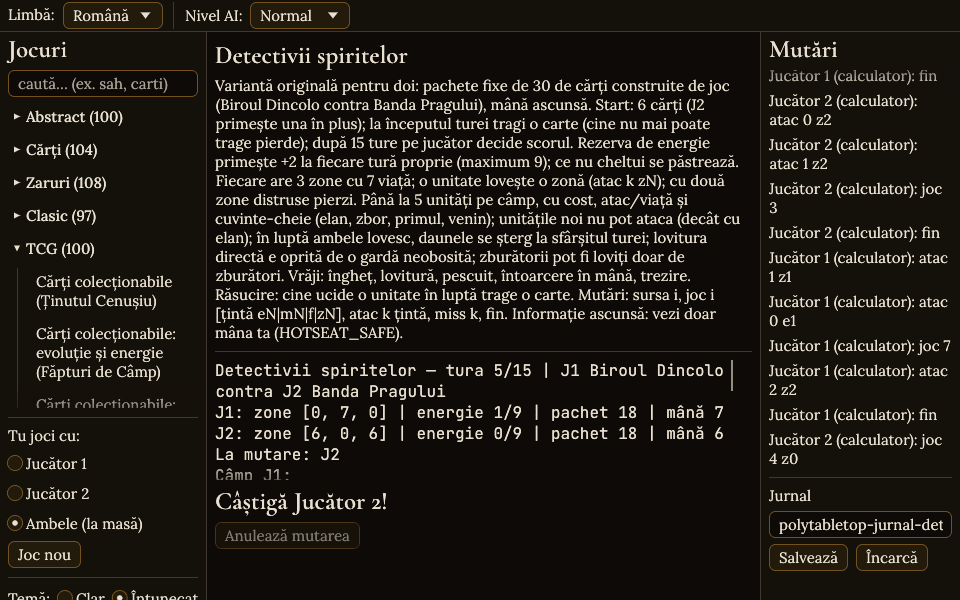 Limbă: Română ▼ Nivel AI: Normal ▼
Jocuri
caută... (ex. sah, carti)
▸ Abstract (100)
▸ Cărți (104)
▸ Zaruri (108)
▸ Clasic (97)
▾ TCG (100)
Cărți colecționabile
(Ținutul Cenușiu)
Cărți colecționabile:
evoluție și energie
(Făpturi de Câmp)
Cărți colecționabile:
Tu joci cu:
Jucător 1
Jucător 2
Ambele (la masă)
Joc nou
Temă: Clar Întunecat
Detectivii spiritelor
Variantă originală pentru doi: pachete fixe de 30 de cărți construite de joc
(Biroul Dincolo contra Banda Pragului), mână ascunsă. Start: 6 cărți (J2
primește una în plus); la începutul turei tragi o carte (cine nu mai poate
trage pierde); după 15 ture pe jucător decide scorul. Rezerva de energie
primește +2 la fiecare tură proprie (maximum 9); ce nu cheltui se păstrează.
Fiecare are 3 zone cu 7 viață; o unitate lovește o zonă (atac k zN); cu două
zone distruse pierzi. Până la 5 unități pe câmp, cu cost, atac/viață și
cuvinte-cheie (elan, zbor, primul, venin); unitățile noi nu pot ataca (decât cu
elan); în luptă ambele lovesc, daunele se șterg la sfârșitul turei; lovitura
directă e oprită de o gardă neobosită; zburătorii pot fi loviți doar de
zburători. Vrăji: îngheț, lovitură, pescuit, întoarcere în mână, trezire.
Răsucire: cine ucide o unitate în luptă trage o carte. Mutări: sursa i, joc i
[țintă eN|mN|f|zN], atac k țintă, miss k, fin. Informație ascunsă: vezi doar
mâna ta (HOTSEAT_SAFE).
Detectivii spiritelor — tura 5/15 | J1 Biroul Dincolo
contra J2 Banda Pragului
J1: zone [0, 7, 0] | energie 1/9 | pachet 18 | mână 7
J2: zone [6, 0, 6] | energie 0/9 | pachet 18 | mână 6
La mutare: J2
Câmp J1:
Câștigă Jucător 2!
Anulează mutarea
Mutări
Jucător 1 (calculator): fin
Jucător 2 (calculator):
atac 0 z2
Jucător 2 (calculator):
atac 1 z2
Jucător 2 (calculator): joc
3
Jucător 2 (calculator): fin
Jucător 1 (calculator): atac
1 z1
Jucător 1 (calculator): atac
0 e1
Jucător 1 (calculator): joc 7
Jucător 1 (calculator): atac
2 z2
Jucător 1 (calculator): fin
Jucător 2 (calculator): joc
4 z0
Jurnal
polytabletop-jurnal-det
Salvează Încarcă